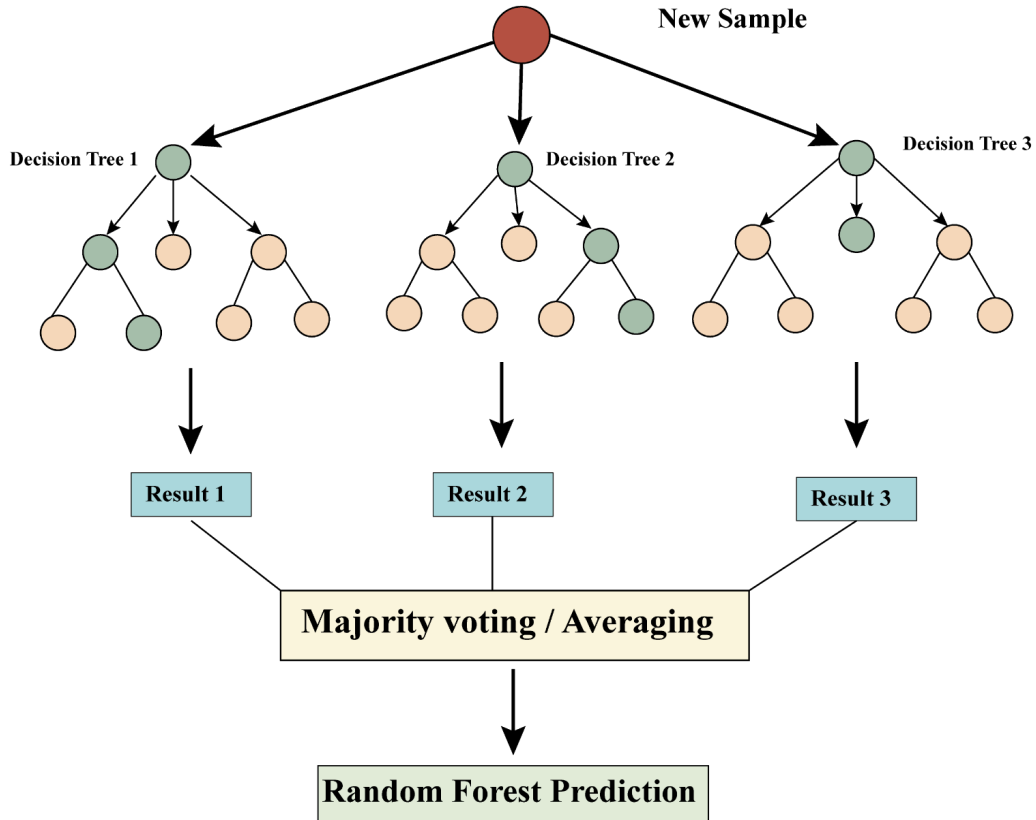 New Sample
Decision Tree 1
Decision Tree 2
Decision Tree 3
Result 1
Result 2
Result 3
Majority voting / Averaging
Random Forest Prediction